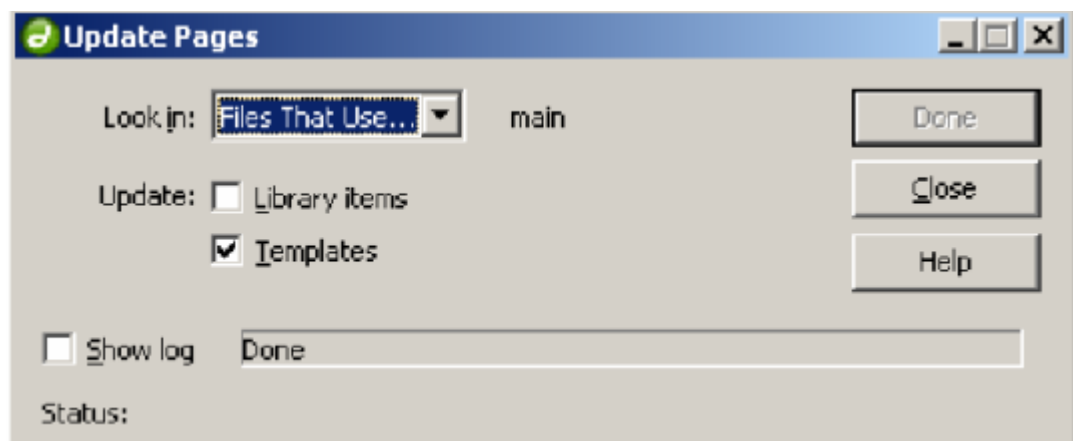 Update Pages
Look in: Files That Use... main
Done
Update: Library items
Close
Templates
Help
Show log Done
Status: